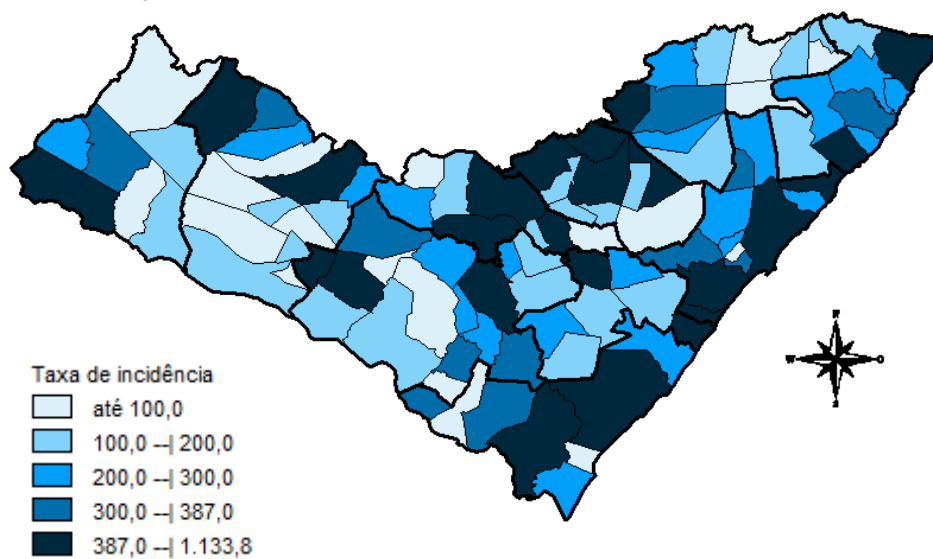 Taxa de incidência
até 100,0
100,0 --| 200,0
200,0 --| 300,0
300,0 --| 387,0
387,0 --| 1.133,8
W
O